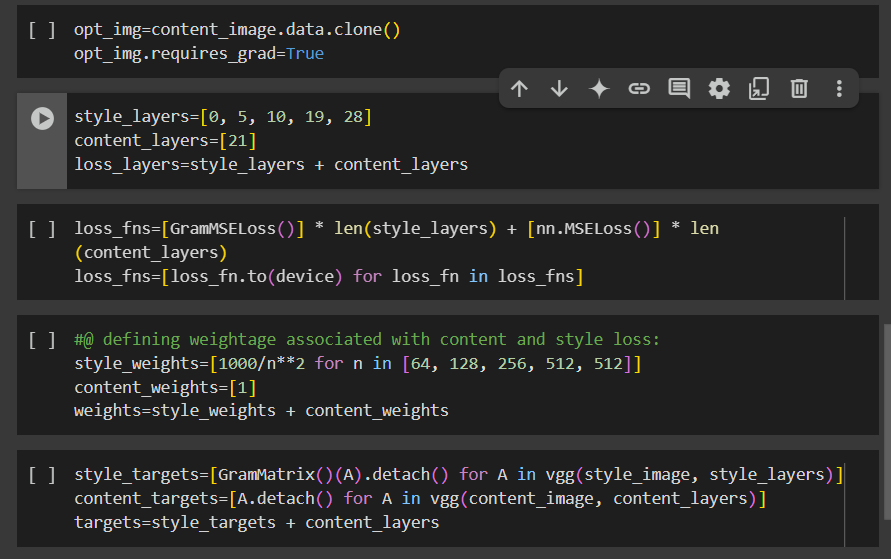 [ ] opt_img=content_image.data.clone()
opt_img.requires_grad=True
style_layers=[0, 5, 10, 19, 28]
content_layers=[21]
loss_layers=style_layers + content_layers
[ ] loss_fns=[GramMSELoss()] * len(style_layers) + [nn.MSELoss()] * len
(content_layers)
loss_fns=[loss_fn.to(device) for loss_fn in loss_fns]
[ ] #@ defining weightage associated with content and style loss:
style_weights=[1000/n**2 for n in [64, 128, 256, 512, 512]]
content_weights=[1]
weights=style_weights + content_weights
[ ] style_targets=[GramMatrix()(A).detach() for A in vgg(style_image, style_layers)]
content_targets=[A.detach() for A in vgg(content_image, content_layers)]
targets=style_targets + content_layers